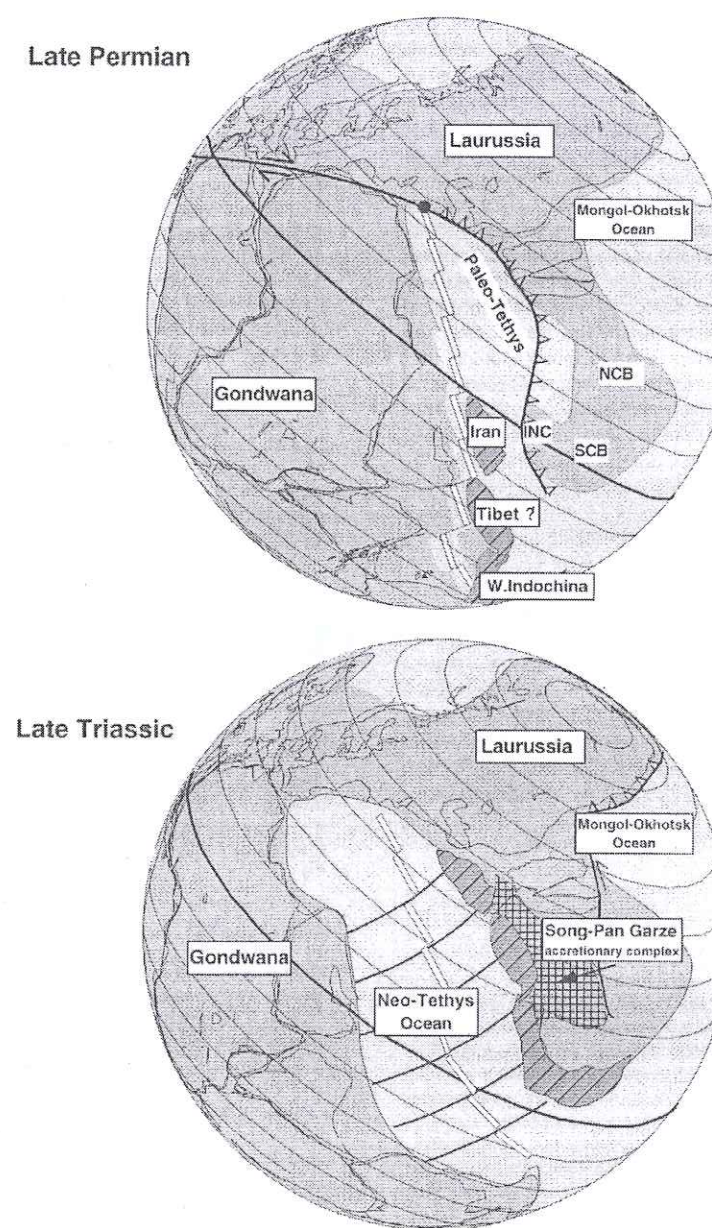 Late Permian
Laurussia
Mongol-Okhotsk
Ocean
Paleo-Tethys
Gondwana
NCB
Iran
INC
SCB
Tibet ?
W.Indochina
Late Triassic
Laurussia
Mongol-Okhotsk
Ocean
Song-Pan Garze
accretionary complex
Gondwana
Neo-Tethys
Ocean